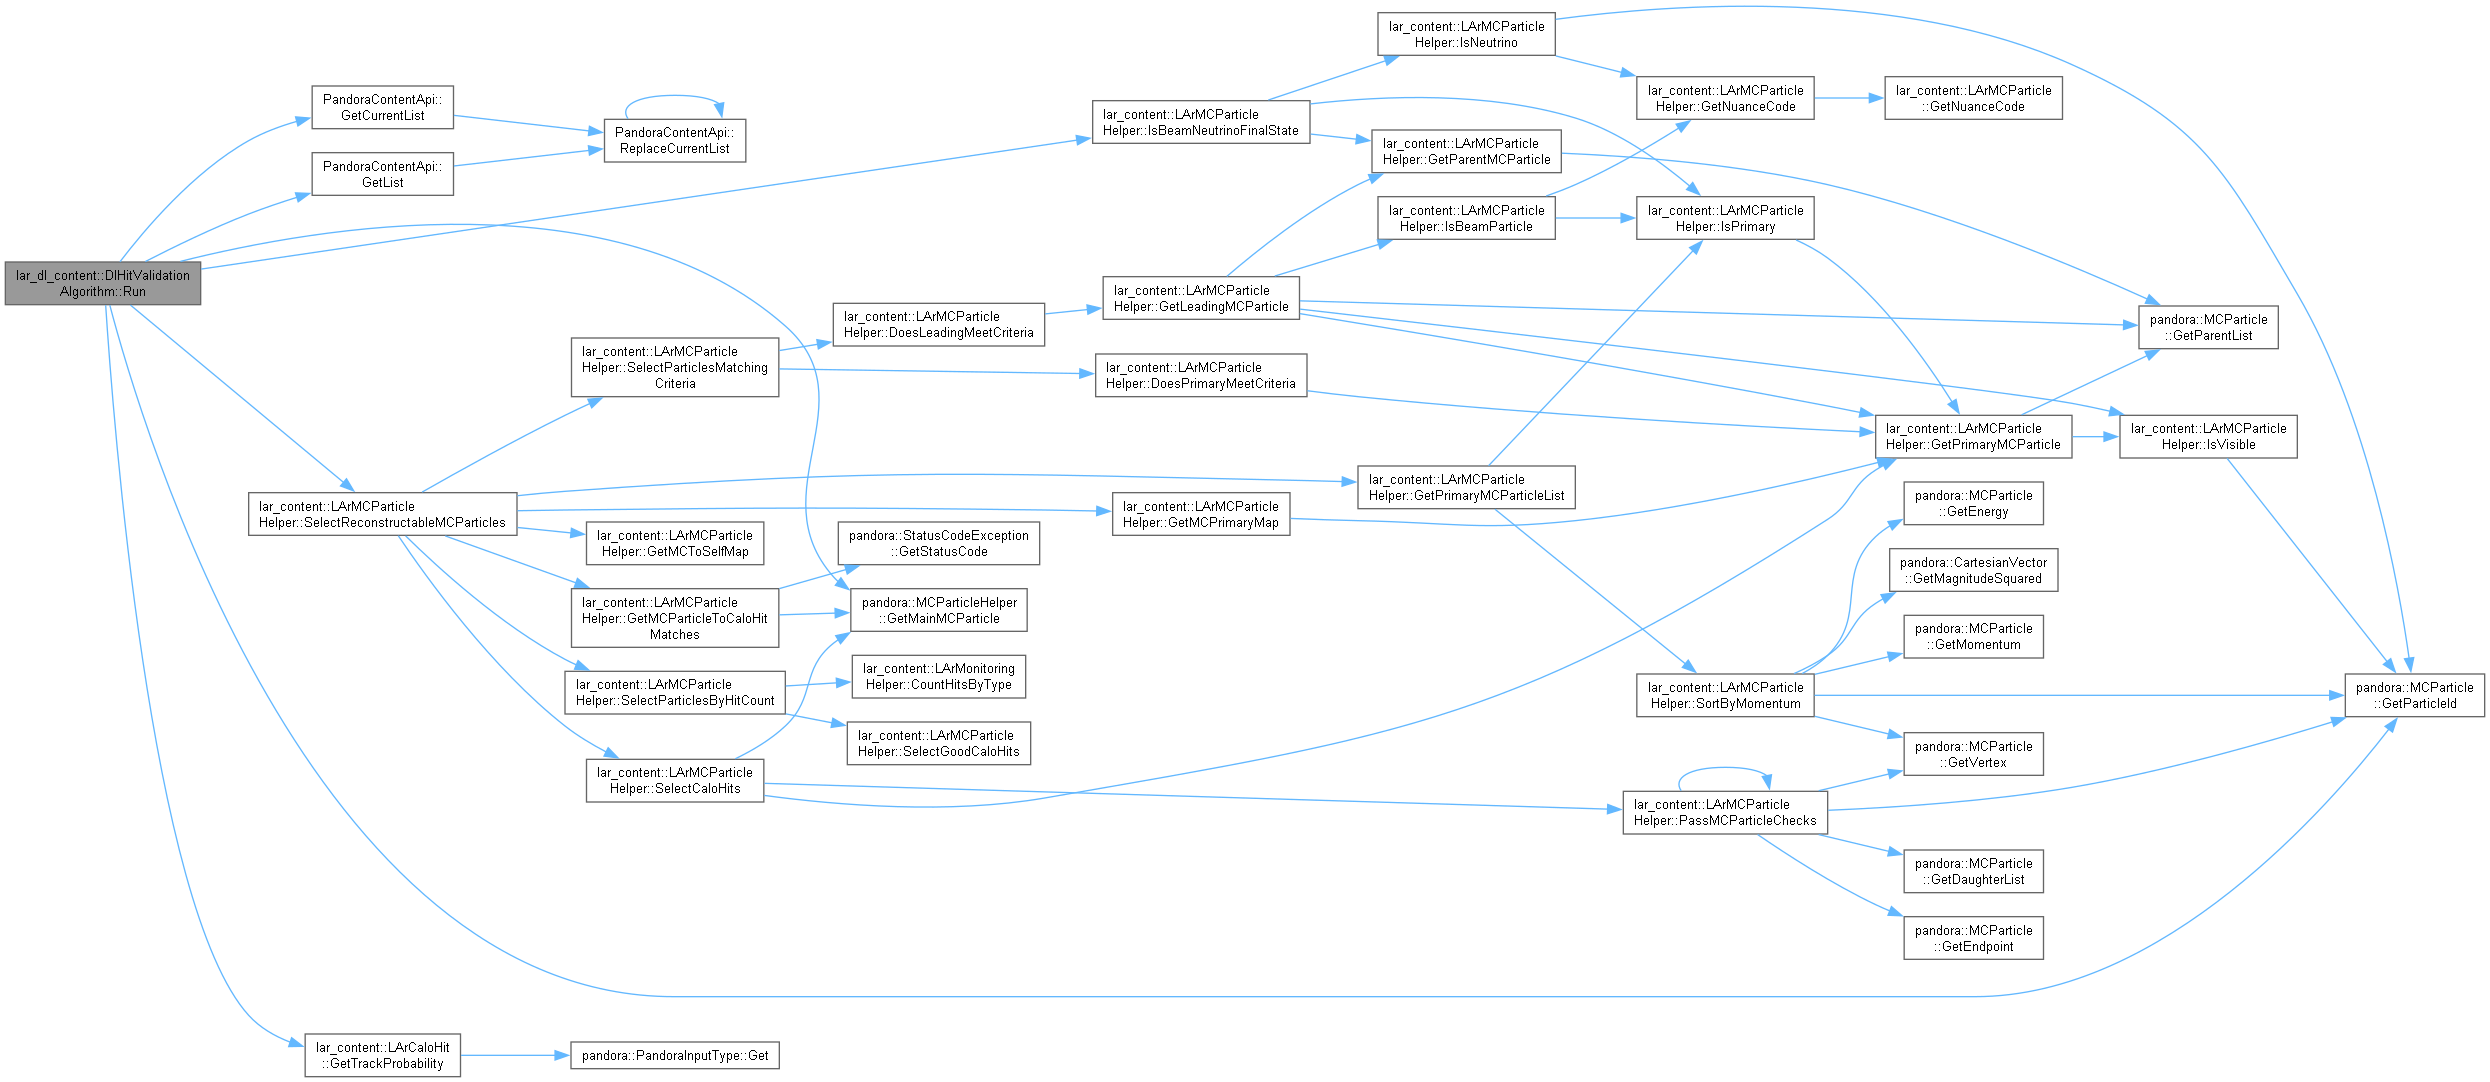 lar_dl_content::DlHitValidation
Algorithm::Run
PandoraContentApi::
GetCurrentList
PandoraContentApi::
GetList
lar_content::LArMCParticle
Helper::SelectReconstructableMCParticles
lar_content::LArCaloHit
::GetTrackProbability
PandoraContentApi::
ReplaceCurrentList
lar_content::LArMCParticle
Helper::SelectParticlesMatching
Criteria
lar_content::LArMCParticle
Helper::GetMCToSelfMap
lar_content::LArMCParticle
Helper::GetMCParticleToCaloHit
Matches
lar_content::LArMCParticle
Helper::SelectParticlesByHitCount
lar_content::LArMCParticle
Helper::SelectCaloHits
pandora::PandoraInputType::Get
lar_content::LArMCParticle
Helper::DoesLeadingMeetCriteria
pandora::StatusCodeException
::GetStatusCode
pandora::MCParticleHelper
::GetMainMCParticle
lar_content::LArMonitoring
Helper::CountHitsByType
lar_content::LArMCParticle
Helper::SelectGoodCaloHits
lar_content::LArMCParticle
Helper::IsBeamNeutrinoFinalState
lar_content::LArMCParticle
Helper::GetLeadingMCParticle
lar_content::LArMCParticle
Helper::DoesPrimaryMeetCriteria
lar_content::LArMCParticle
Helper::GetMCPrimaryMap
lar_content::LArMCParticle
Helper::IsNeutrino
lar_content::LArMCParticle
Helper::GetParentMCParticle
lar_content::LArMCParticle
Helper::IsBeamParticle
lar_content::LArMCParticle
Helper::GetPrimaryMCParticleList
lar_content::LArMCParticle
Helper::GetNuanceCode
lar_content::LArMCParticle
Helper::IsPrimary
lar_content::LArMCParticle
Helper::SortByMomentum
lar_content::LArMCParticle
Helper::PassMCParticleChecks
lar_content::LArMCParticle
::GetNuanceCode
lar_content::LArMCParticle
Helper::GetPrimaryMCParticle
pandora::MCParticle
::GetEnergy
pandora::CartesianVector
::GetMagnitudeSquared
pandora::MCParticle
::GetMomentum
pandora::MCParticle
::GetVertex
pandora::MCParticle
::GetDaughterList
pandora::MCParticle
::GetEndpoint
pandora::MCParticle
::GetParentList
lar_content::LArMCParticle
Helper::IsVisible
pandora::MCParticle
::GetParticleId